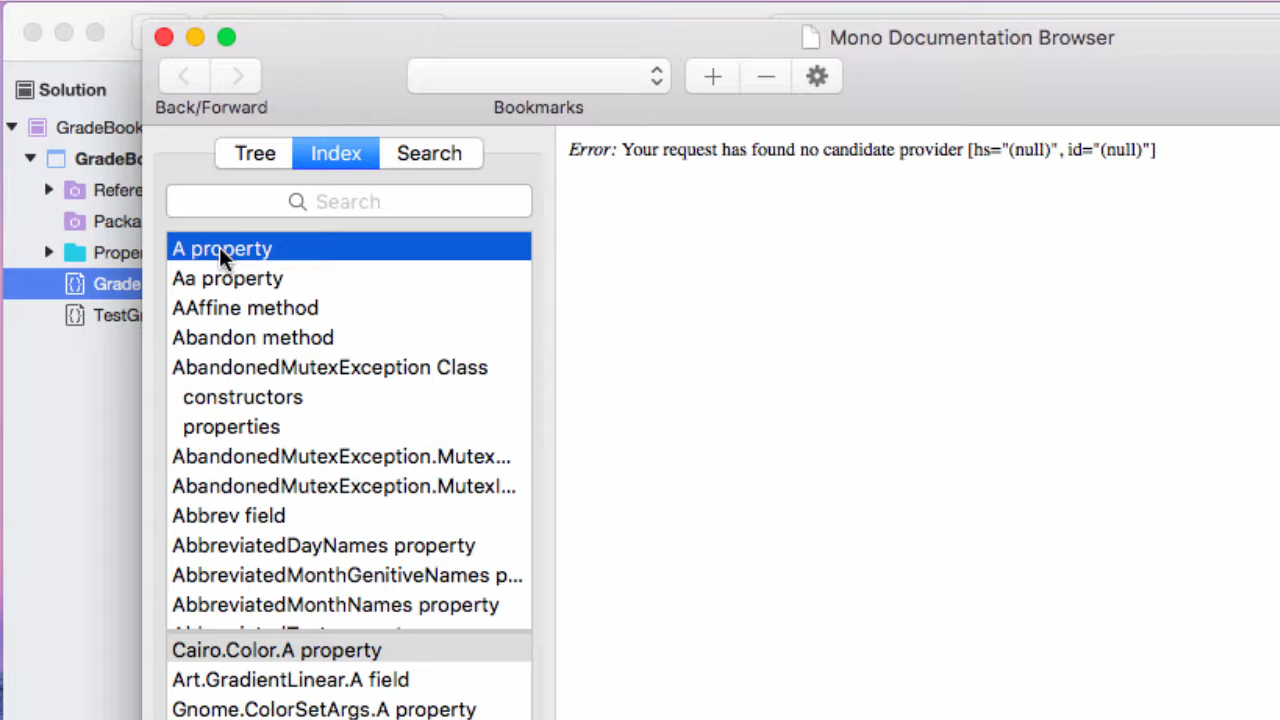 Mono Documentation Browser
Back/Forward
Bookmarks
Solution
GradeBook
GradeBo
Refere
Packa
Proper
Grade
TestG
Tree Index Search
Search
A property
Aa property
AAffine method
Abandon method
AbandonedMutexException Class
constructors
properties
AbandonedMutexException.Mutex...
AbandonedMutexException.MutexI...
Abbrev field
AbbreviatedDayNames property
AbbreviatedMonthGenitiveNames p...
AbbreviatedMonthNames property
Cairo.Color.A property
Art.GradientLinear.A field
Gnome.ColorSetArgs.A property
Error: Your request has found no candidate provider [hs="(null)", id="(null)"]